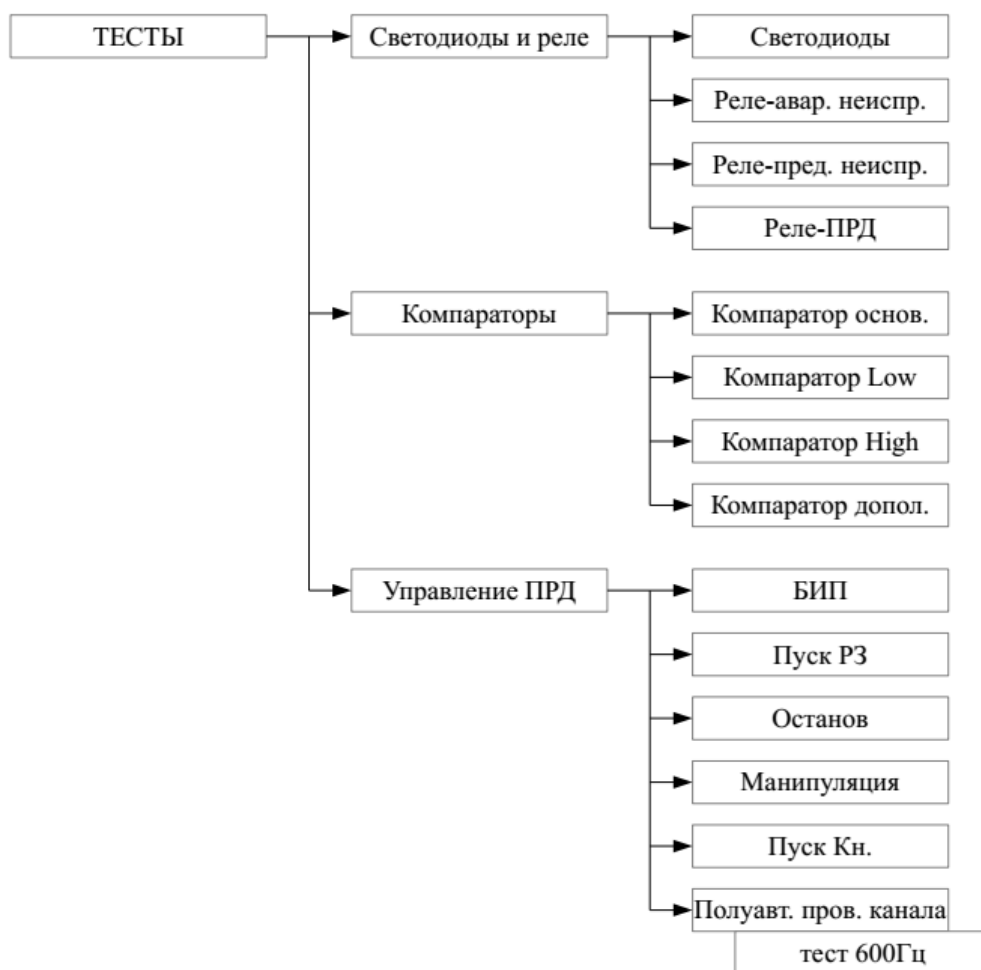 ТЕСТЫ
Светодиоды и реле
Светодиоды
Реле-авар. неиспр.
Реле-пред. неиспр.
Реле-ПРД
Компараторы
Компаратор основ.
Компаратор Low
Компаратор High
Компаратор допол.
Управление ПРД
БИП
Пуск РЗ
Останов
Манипуляция
Пуск Кн.
Полуавт. пров. канала
тест 600Гц